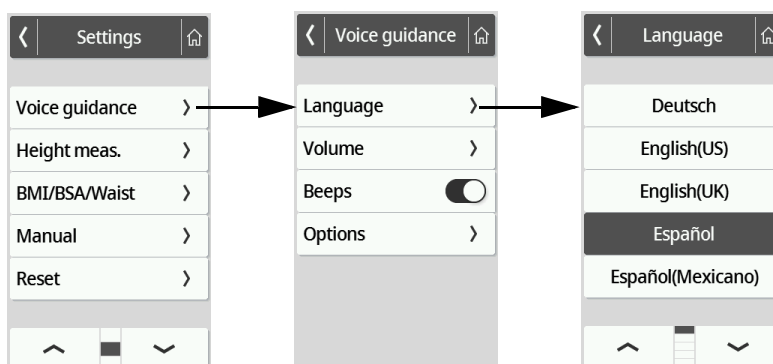 Settings
Voice guidance
Height meas.
BMI/BSA/Waist
Manual
Reset
Voice guidance
Language
Volume
Beeps
Options
Language
Deutsch
English(US)
English(UK)
Español
Español(Mexicano)